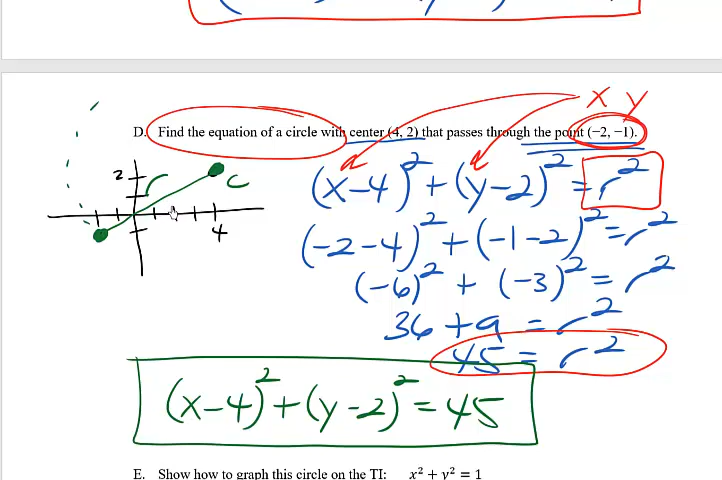 x y
D. Find the equation of a circle with center (4, 2) that passes through the point (−2, −1).
2 r C
4
(x-4)² + (y-2)² = r²
(-2-4)² + (-1-2)² = r²
(-6)² + (-3)² = r²
36 + 9 = r²
45 = r²
(x-4)² + (y-2)² = 45
E. Show how to graph this circle on the TI: x² + y² = 1